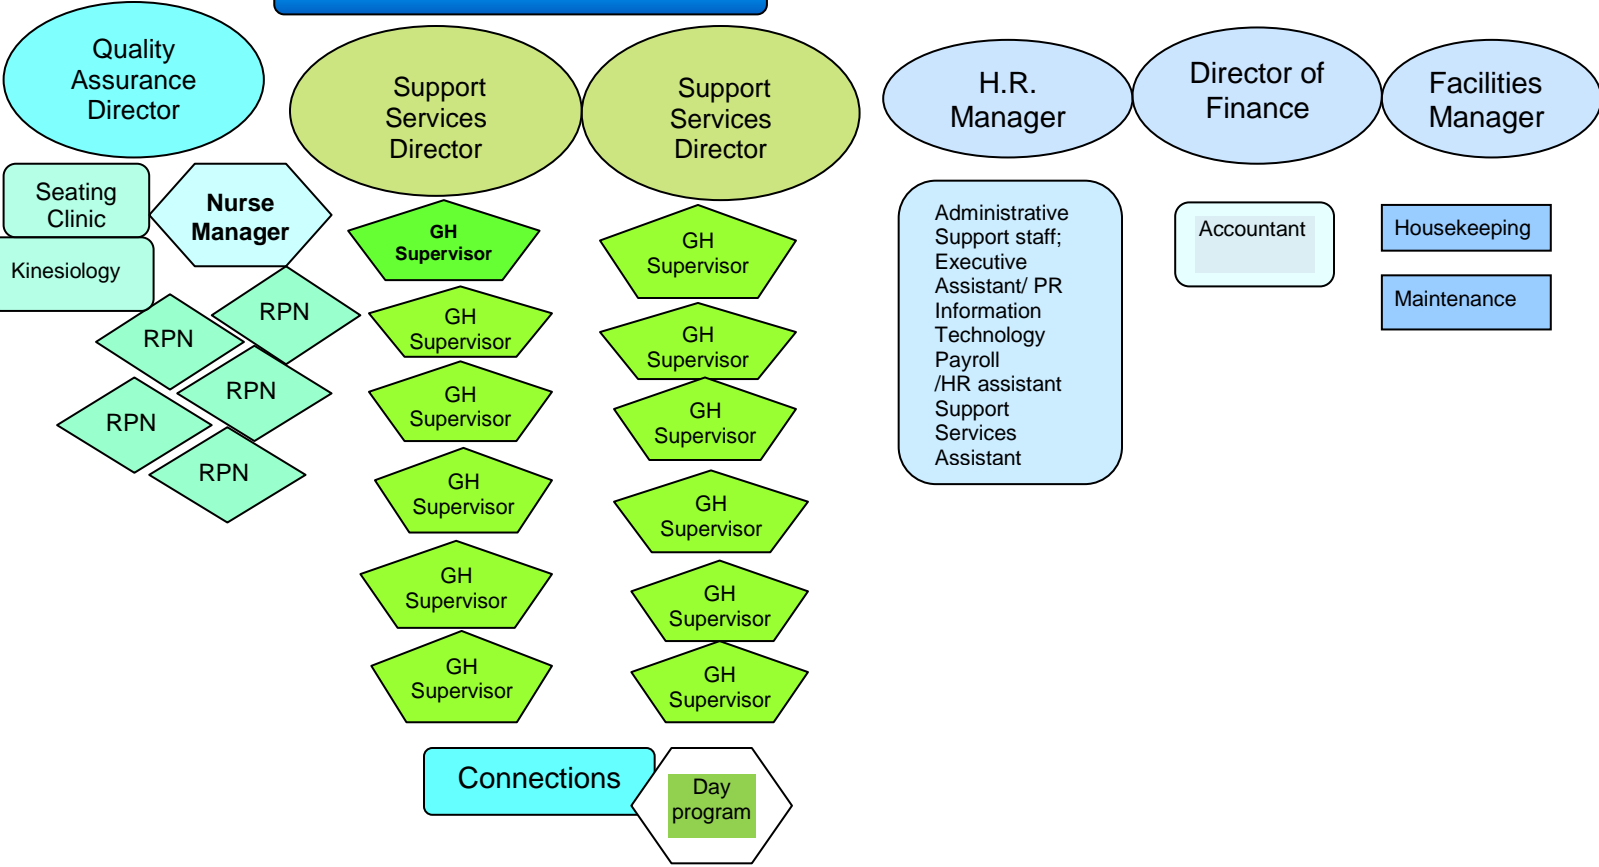 Quality
Assurance
Director
Support
Services
Director
Support
Services
Director
H.R.
Manager
Director of
Finance
Facilities
Manager
Seating
Clinic
Nurse
Manager
Kinesiology
RPN
RPN
RPN
RPN
RPN
GH
Supervisor
GH
Supervisor
GH
Supervisor
GH
Supervisor
GH
Supervisor
GH
Supervisor
GH
Supervisor
GH
Supervisor
GH
Supervisor
GH
Supervisor
GH
Supervisor
GH
Supervisor
Administrative
Support staff;
Executive
Assistant/ PR
Information
Technology
Payroll
/HR assistant
Support
Services
Assistant
Accountant
Housekeeping
Maintenance
Connections
Day
program